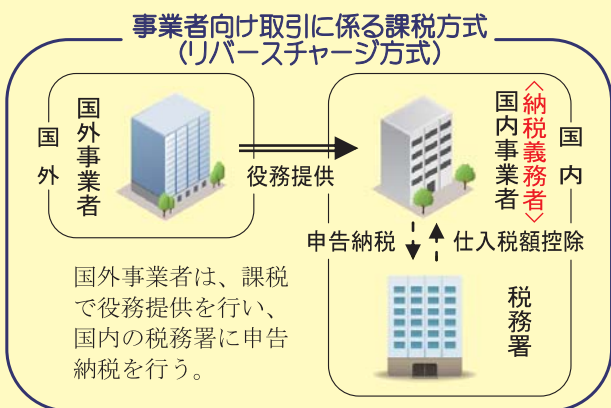 事業者向け取引に係る課税方式
(リバースチャージ方式)
国外
国外事業者
役務提供
国内事業者
〈納税義務者〉
国内
申告納税
仕入税額控除
国外事業者は、課税
で役務提供を行い、
国内の税務署に申告
納税を行う。
税務署